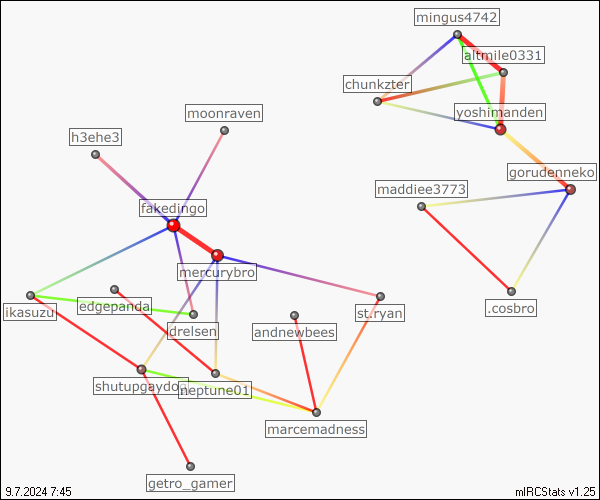 mingus4742
altmile0331
chunkzter
moonraven
yoshimanden
h3ehe3
gorudenneko
maddiee3773
fakedingo
mercurybro
edgepanda
.cosbro
ikasuzu
st.ryan
drelsen
andnewbees
shutupgaydog
neptune01
marcemadness
getro_gamer
9.7.2024 7:45
mIRCStats v1.25